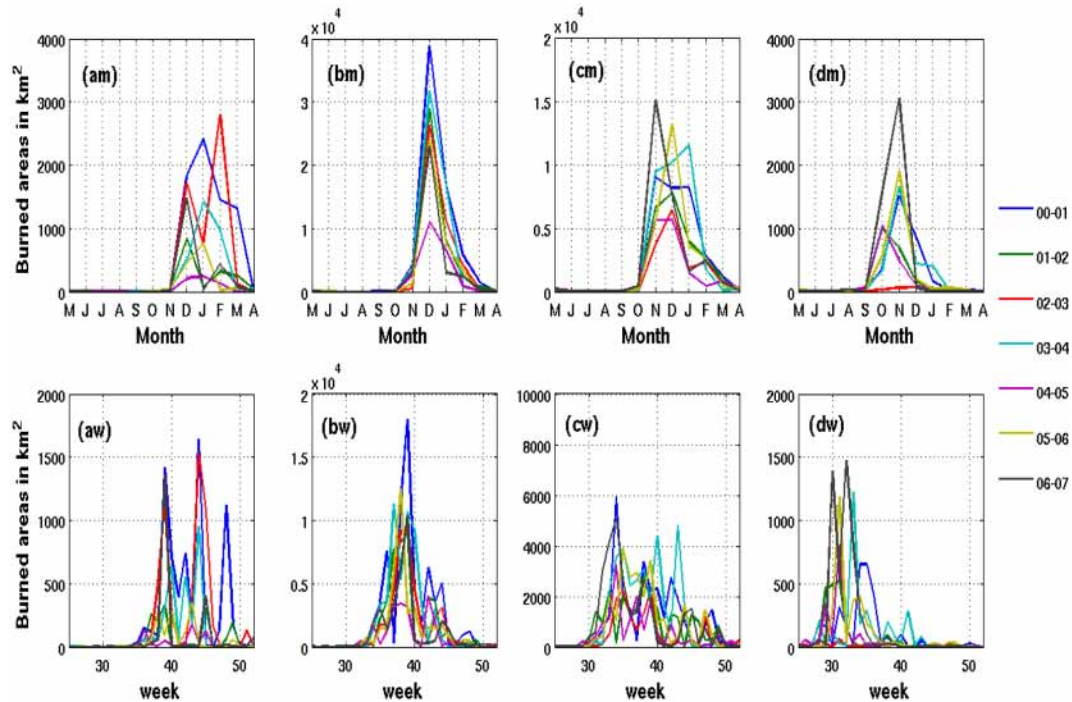 x 10⁴
x 10⁴
4000
3000
2000
1000
0
(am)
M J J A S O N D J F M A
Month
4
3
2
1
0
(bm)
M J J A S O N D J F M A
Month
2
1.5
1
0.5
0
(cm)
M J J A S O N D J F M A
Month
4000
3000
2000
1000
0
(dm)
M J J A S O N D J F M A
Month
Burned areas in km²
00-01
01-02
02-03
03-04
04-05
05-06
06-07
x 10⁴
2000
1500
1000
500
0
(aw)
30 40 50
week
2
1.5
1
0.5
0
(bw)
30 40 50
week
10000
8000
6000
4000
2000
0
(cw)
30 40 50
week
2000
1500
1000
500
0
(dw)
30 40 50
week
Burned areas in km²